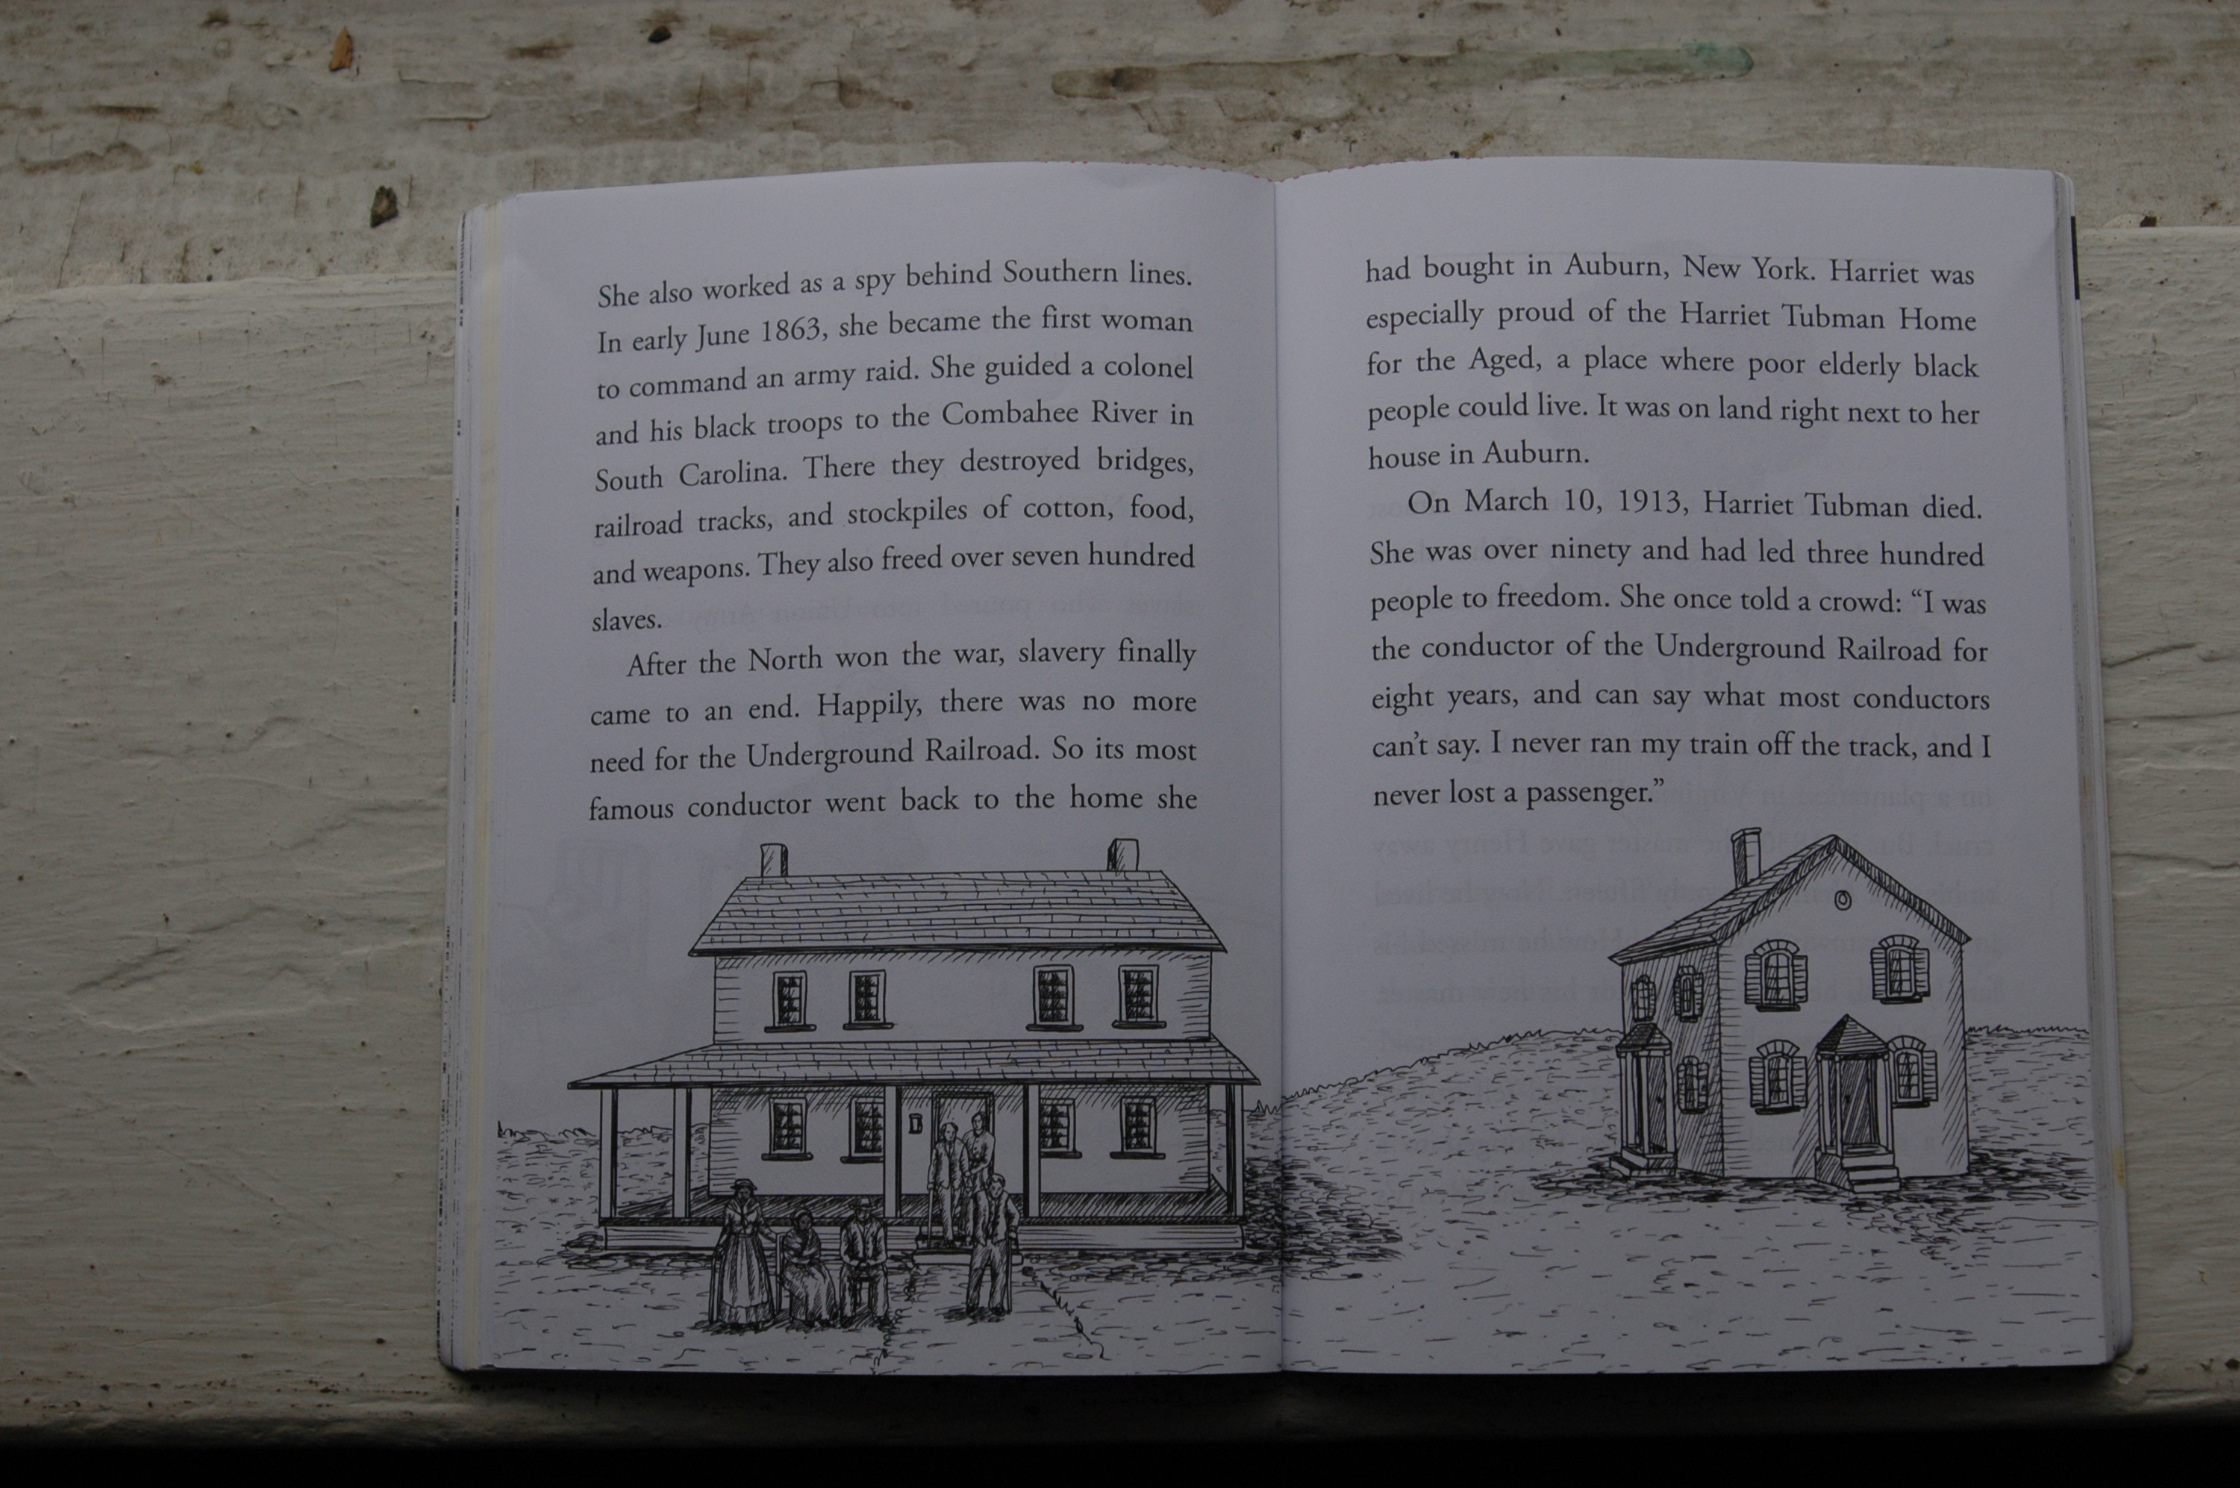 She also worked as a spy behind Southern lines.
In early June 1863, she became the first woman
to command an army raid. She guided a colonel
and his black troops to the Combahee River in
South Carolina. There they destroyed bridges,
railroad tracks, and stockpiles of cotton, food,
and weapons. They also freed over seven hundred
slaves.
After the North won the war, slavery finally
came to an end. Happily, there was no more
need for the Underground Railroad. So its most
famous conductor went back to the home she
had bought in Auburn, New York. Harriet was
especially proud of the Harriet Tubman Home
for the Aged, a place where poor elderly black
people could live. It was on land right next to her
house in Auburn.
On March 10, 1913, Harriet Tubman died.
She was over ninety and had led three hundred
people to freedom. She once told a crowd: “I was
the conductor of the Underground Railroad for
eight years, and can say what most conductors
can’t say. I never ran my train off the track, and I
never lost a passenger.”